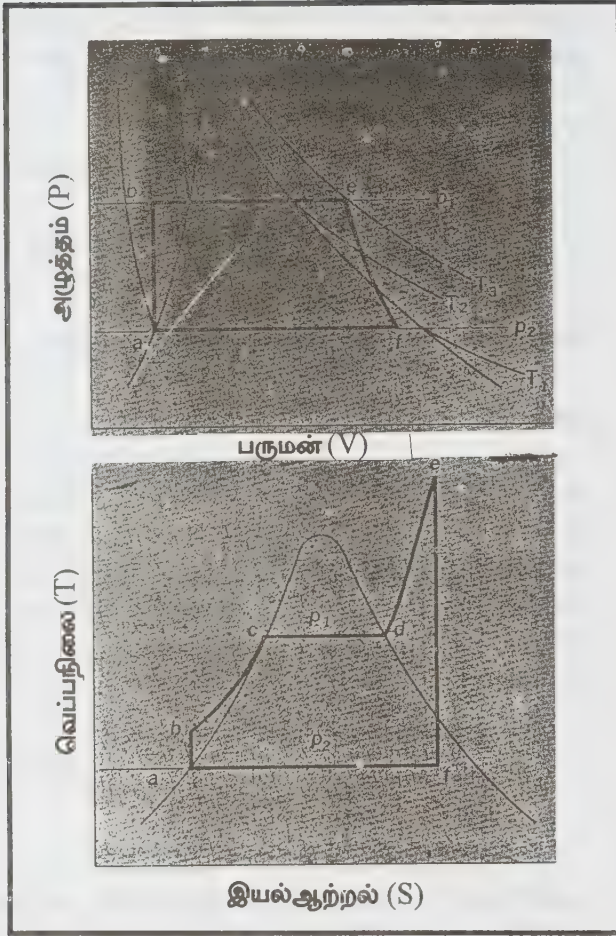 அழுத்தம் (P)
b c d e p₁
T₃
T₂
a f p₂
T₁
பருமன் (V)
வெப்பநிலை (T)
e
c p₁ d
b
p₂
a f
இயல்ஆற்றல் (S)